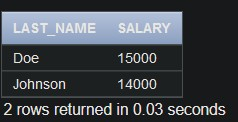 LAST_NAME SALARY
Doe 15000
Johnson 14000
2 rows returned in 0.03 seconds